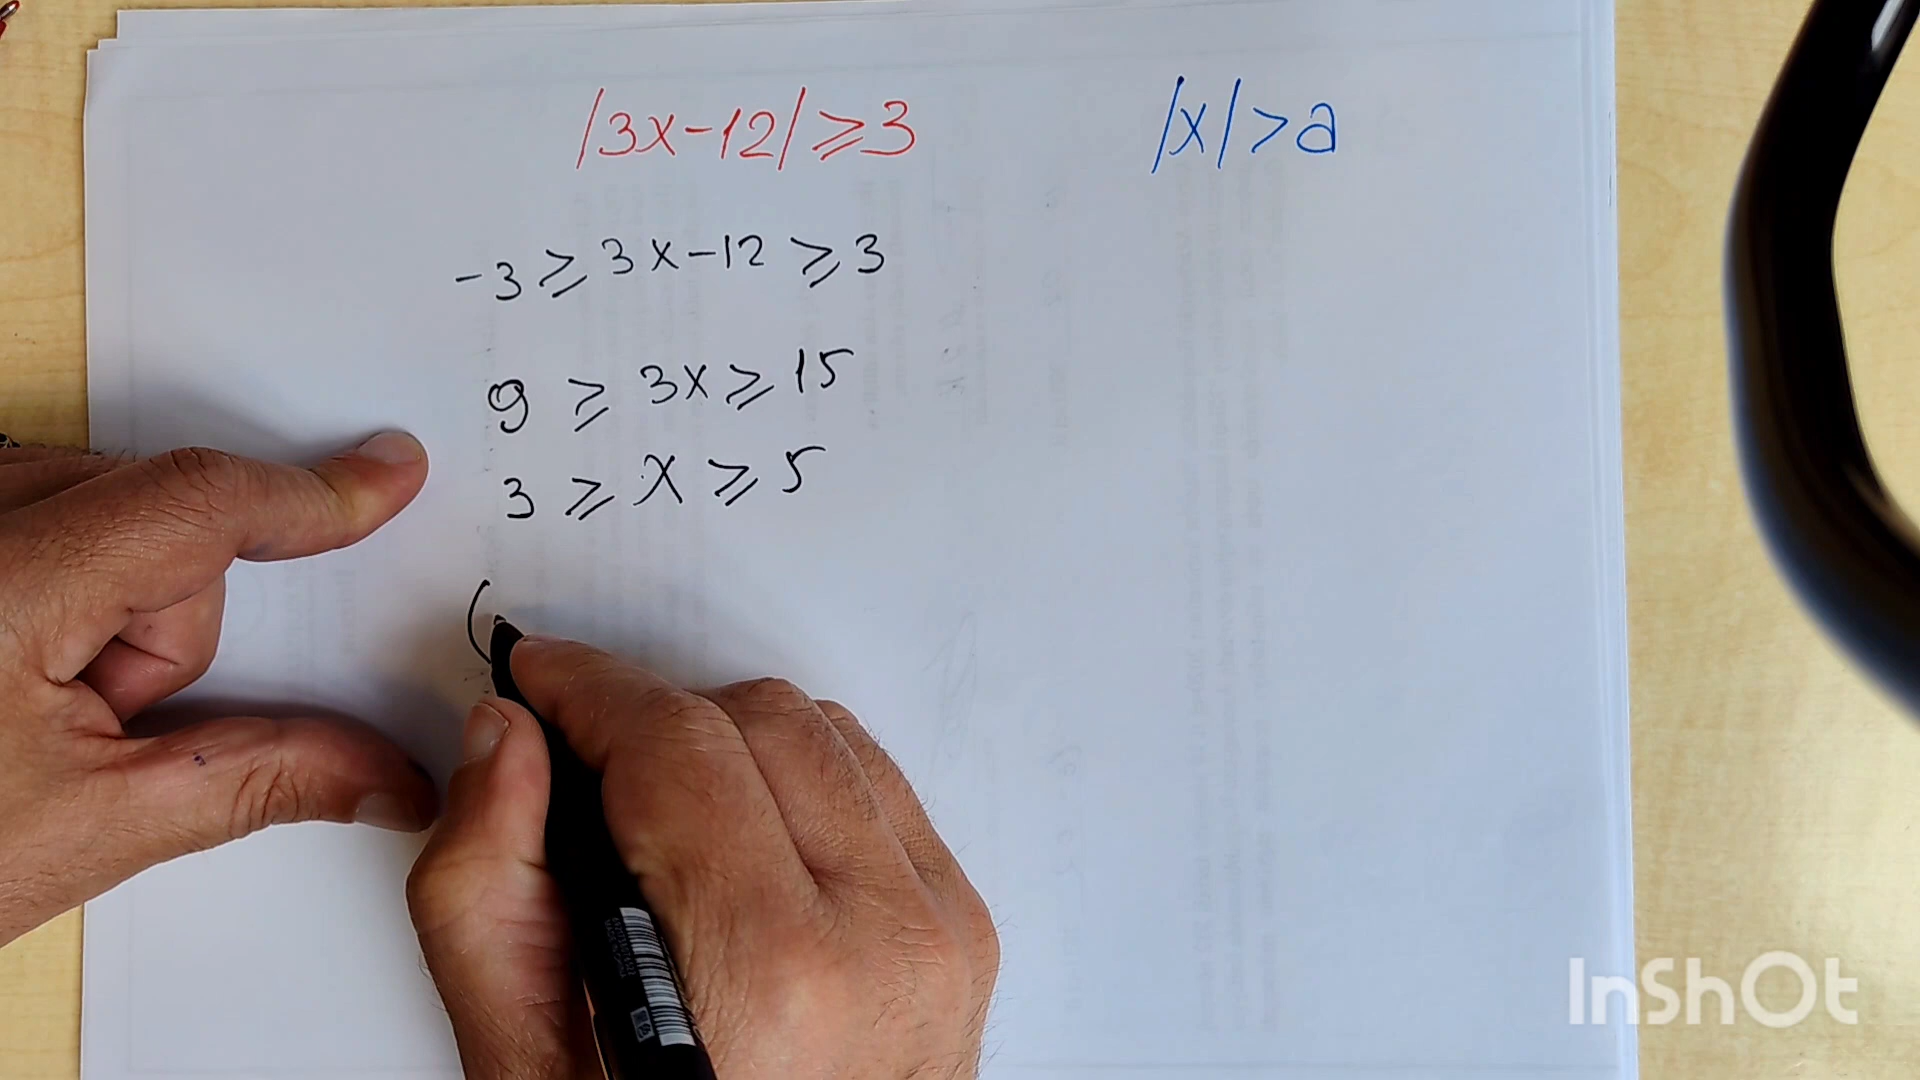 |3x-12|⩾3
|x|>a
-3⩾3x-12⩾3
9⩾3x⩾15
3⩾x⩾5
(
InShOt